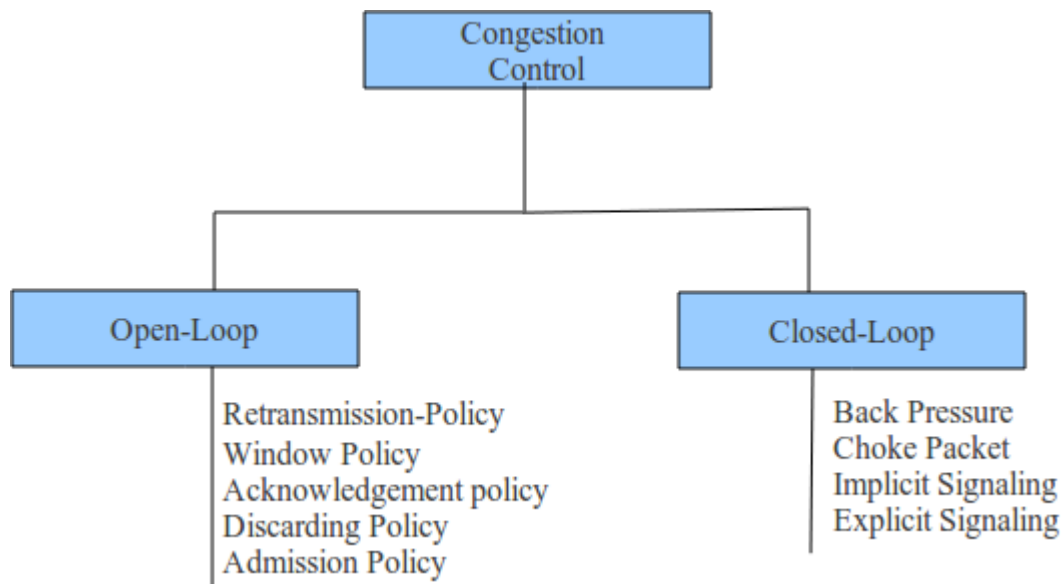 Congestion
Control
Open-Loop
Closed-Loop
Retransmission-Policy
Window Policy
Acknowledgement policy
Discarding Policy
Admission Policy
Back Pressure
Choke Packet
Implicit Signaling
Explicit Signaling